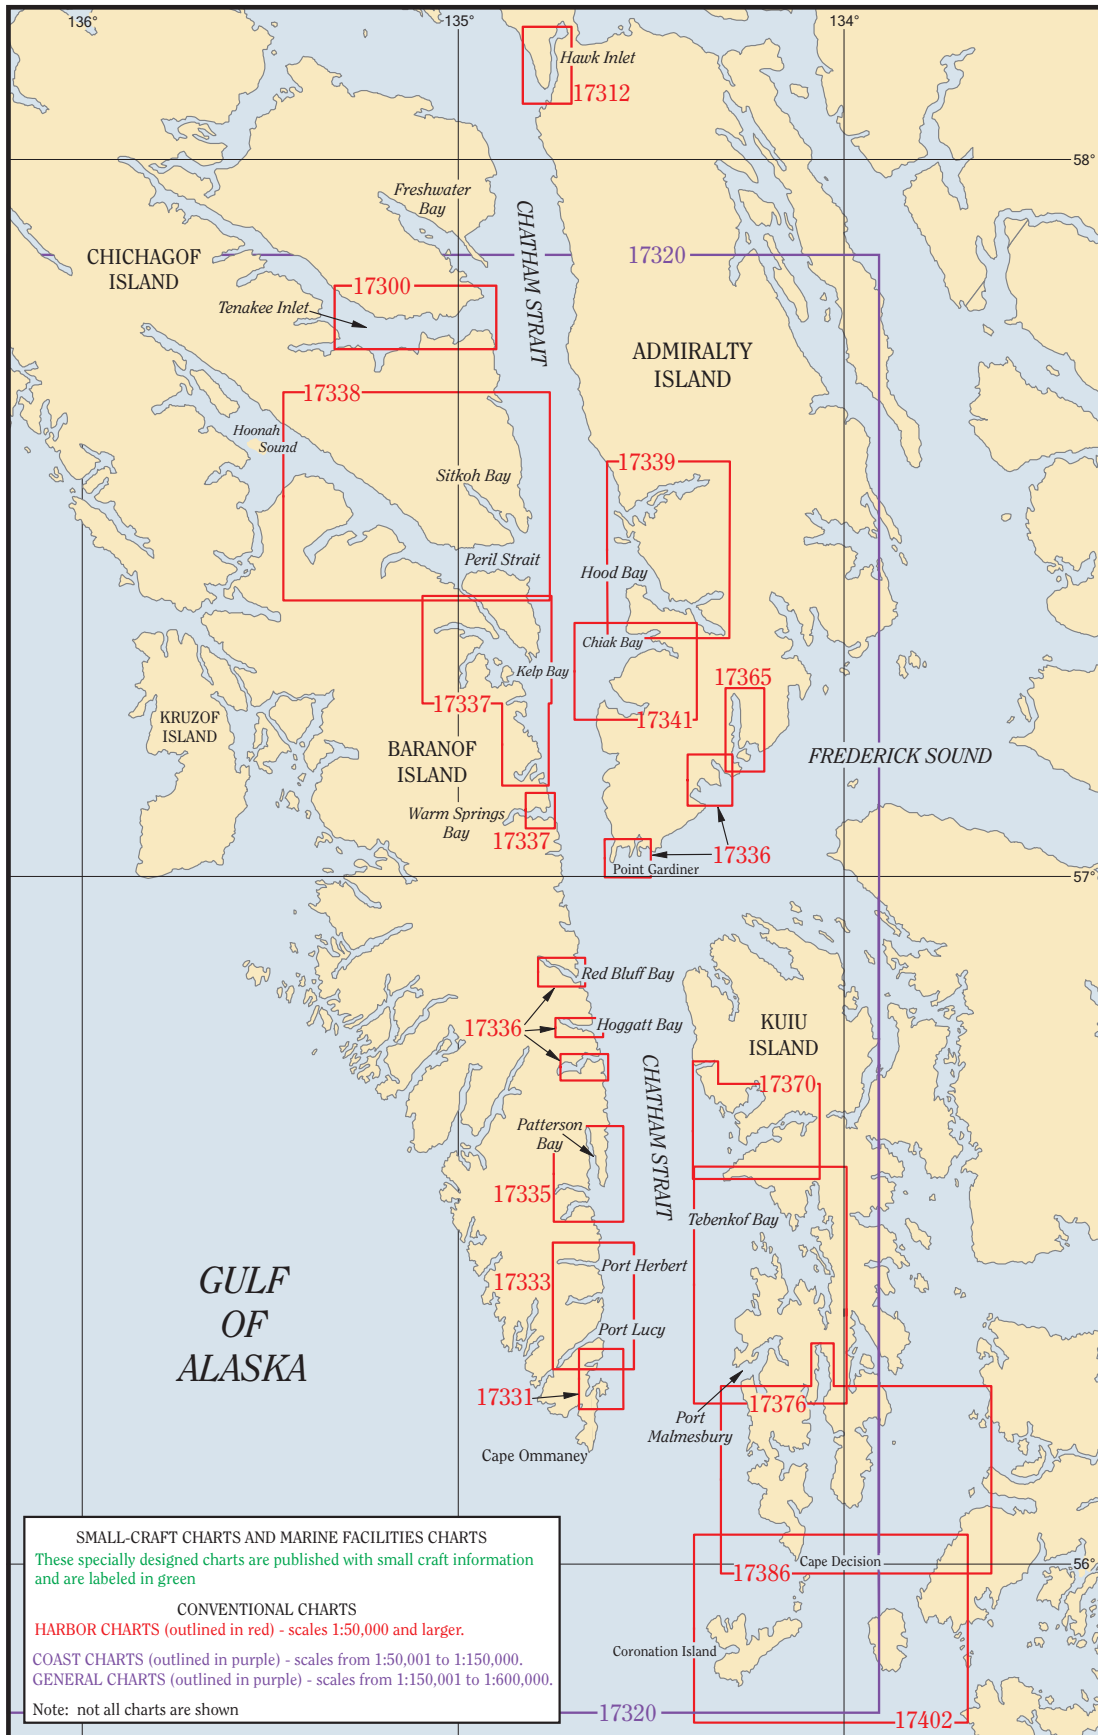 136°
135°
134°
Hawk Inlet
17312
58°
Freshwater
Bay
CHATHAM STRAIT
CHICHAGOF
ISLAND
17320
17300
Tenakee Inlet
ADMIRALTY
ISLAND
17338
Hoonah
Sound
17339
Sitkoh Bay
Peril Strait
Hood Bay
Chiak Bay
Kelp Bay
17365
17337
17341
KRUZOF
ISLAND
BARANOF
ISLAND
FREDERICK SOUND
Warm Springs
Bay
17337
17336
Point Gardiner
57°
Red Bluff Bay
17336
Hoggatt Bay
KUIU
ISLAND
CHATHAM STRAIT
17370
Patterson
Bay
17335
Tebenkof Bay
GULF
OF
ALASKA
17333
Port Herbert
Port Lucy
17331
17376
Port
Malmesbury
Cape Ommaney
56°
Cape Decision
17386
Coronation Island
17320
17402
SMALL-CRAFT CHARTS AND MARINE FACILITIES CHARTS
These specially designed charts are published with small craft information
and are labeled in green
CONVENTIONAL CHARTS
HARBOR CHARTS (outlined in red) - scales 1:50,000 and larger.
COAST CHARTS (outlined in purple) - scales from 1:50,001 to 1:150,000.
GENERAL CHARTS (outlined in purple) - scales from 1:150,001 to 1:600,000.
Note: not all charts are shown